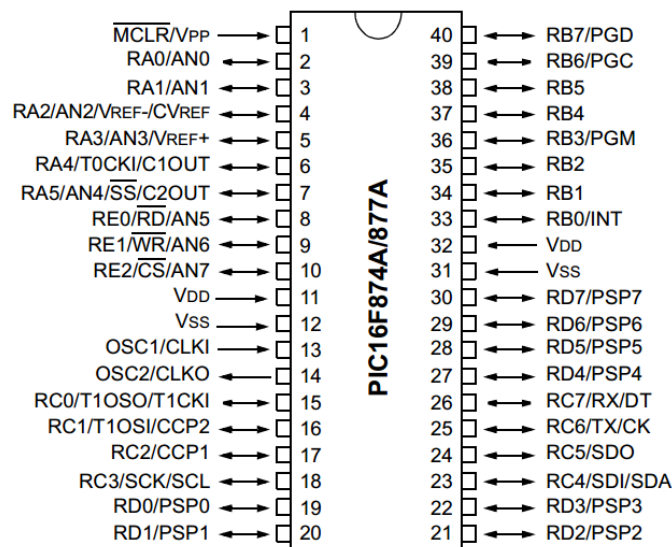 MCLR/VPP 1 40 RB7/PGD
RA0/AN0 2 39 RB6/PGC
RA1/AN1 3 38 RB5
RA2/AN2/VREF-/CVREF 4 37 RB4
RA3/AN3/VREF+ 5 36 RB3/PGM
RA4/T0CKI/C1OUT 6 35 RB2
RA5/AN4/SS/C2OUT 7 34 RB1
RE0/RD/AN5 8 33 RB0/INT
RE1/WR/AN6 9 32 VDD
RE2/CS/AN7 10 31 VSS
VDD 11 30 RD7/PSP7
VSS 12 29 RD6/PSP6
OSC1/CLKI 13 28 RD5/PSP5
OSC2/CLKO 14 27 RD4/PSP4
RC0/T1OSO/T1CKI 15 26 RC7/RX/DT
RC1/T1OSI/CCP2 16 25 RC6/TX/CK
RC2/CCP1 17 24 RC5/SDO
RC3/SCK/SCL 18 23 RC4/SDI/SDA
RD0/PSP0 19 22 RD3/PSP3
RD1/PSP1 20 21 RD2/PSP2
PIC16F874A/877A